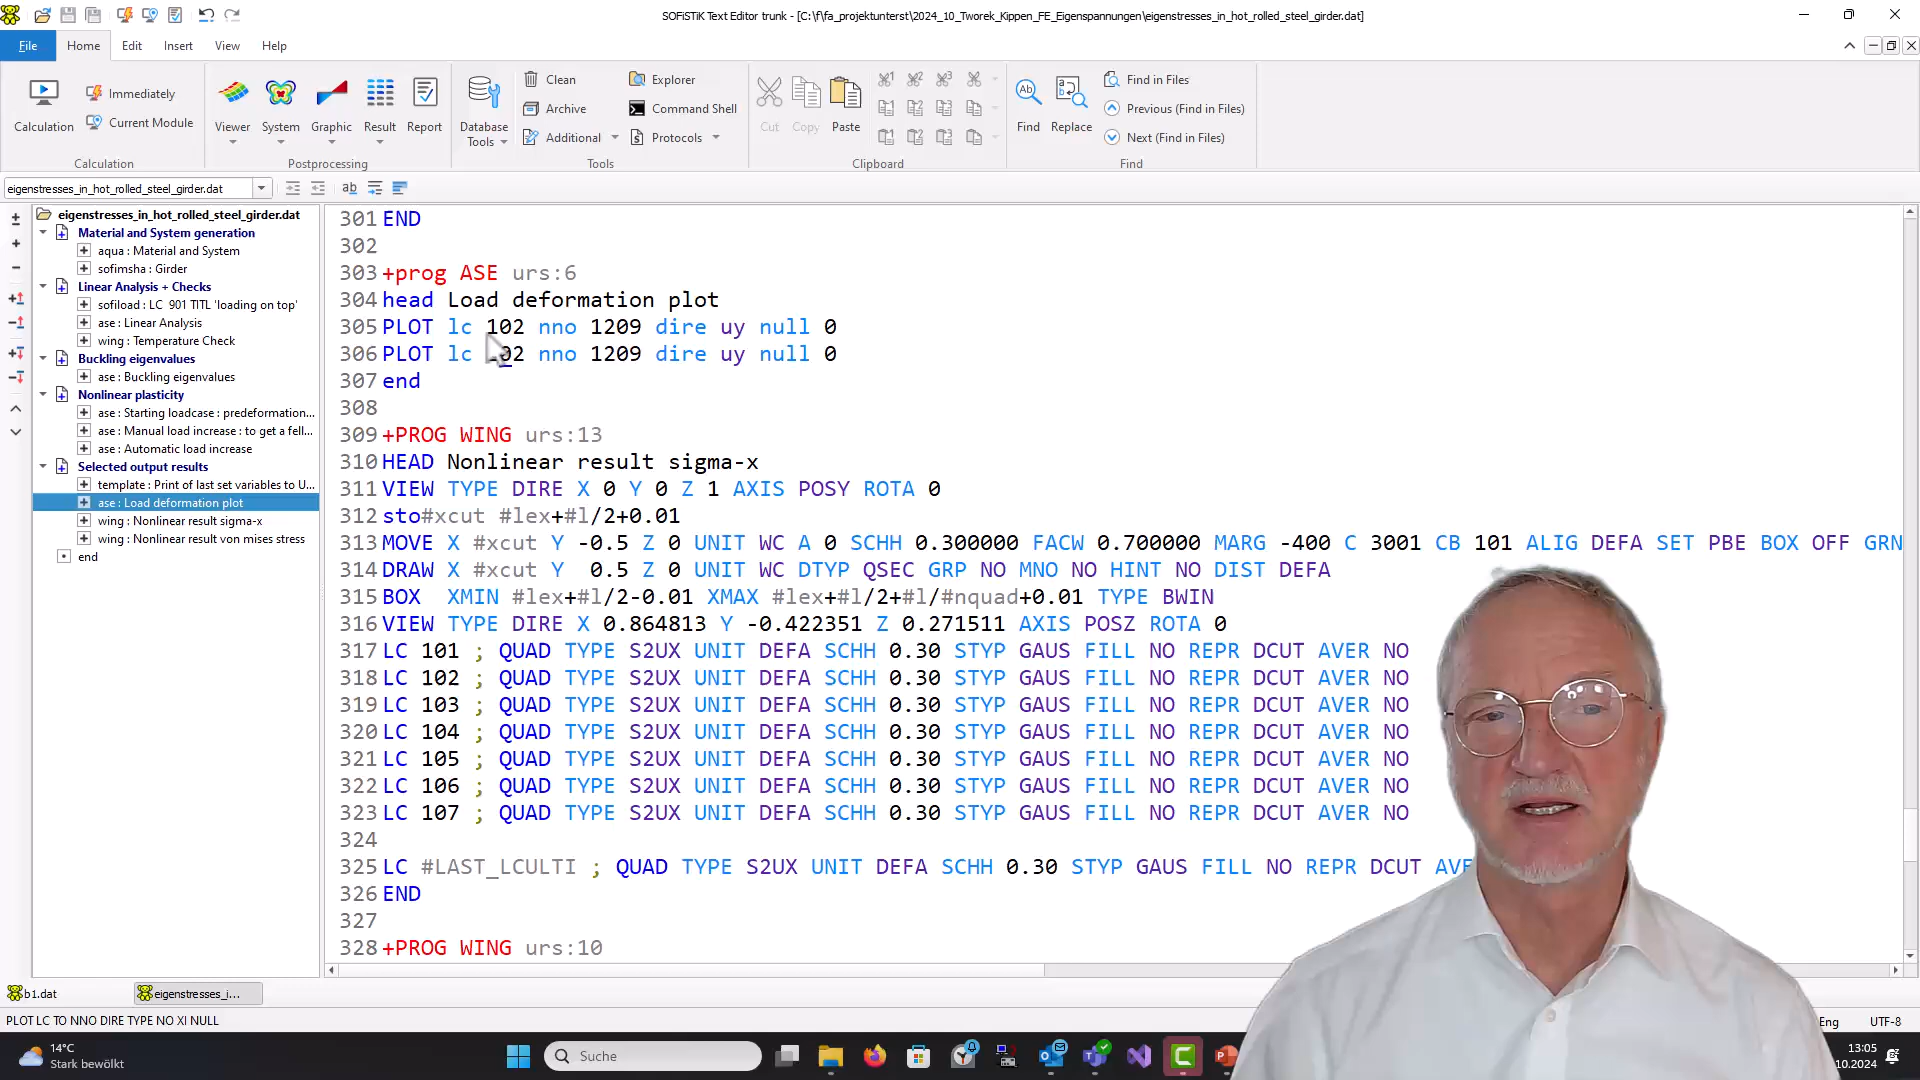 SOFiSTiK Text Editor trunk - [C:\f\fa_projektunterst\2024_10_Tworek_Kippen_FE_Eigenspannungen\eigenstresses_in_hot_rolled_steel_girder.dat]
File Home Edit Insert View Help
Calculation
Immediately
Current Module
Calculation
Viewer System Graphic Result Report
Postprocessing
Database Tools
Clean
Archive
Additional
Explorer
Command Shell
Protocols
Tools
Cut Copy Paste
Clipboard
Find Replace
Find in Files
Previous (Find in Files)
Next (Find in Files)
Find
eigenstresses_in_hot_rolled_steel_girder.dat
eigenstresses_in_hot_rolled_steel_girder.dat
Material and System generation
aqua : Material and System
sofimsha : Girder
Linear Analysis + Checks
sofiload : LC 901 TITL 'loading on top'
ase : Linear Analysis
wing : Temperature Check
Buckling eigenvalues
ase : Buckling eigenvalues
Nonlinear plasticity
ase : Starting loadcase : predeformation...
ase : Manual load increase : to get a fell...
ase : Automatic load increase
Selected output results
template : Print of last set variables to U...
ase : Load deformation plot
wing : Nonlinear result sigma-x
wing : Nonlinear result von mises stress
end
301 END
302
303 +prog ASE urs:6
304 head Load deformation plot
305 PLOT lc 102 nno 1209 dire uy null 0
306 PLOT lc 102 nno 1209 dire uy null 0
307 end
308
309 +PROG WING urs:13
310 HEAD Nonlinear result sigma-x
311 VIEW TYPE DIRE X 0 Y 0 Z 1 AXIS POSY ROTA 0
312 sto#xcut #lex+#l/2+0.01
313 MOVE X #xcut Y -0.5 Z 0 UNIT WC A 0 SCHH 0.300000 FACW 0.700000 MARG -400 C 3001 CB 101 ALIG DEFA SET PBE BOX OFF GRN
314 DRAW X #xcut Y  0.5 Z 0 UNIT WC DTYP QSEC GRP NO MNO NO HINT NO DIST DEFA
315 BOX  XMIN #lex+#l/2-0.01 XMAX #lex+#l/2+#l/#nquad+0.01 TYPE BWIN
316 VIEW TYPE DIRE X 0.864813 Y -0.422351 Z 0.271511 AXIS POSZ ROTA 0
317 LC 101 ; QUAD TYPE S2UX UNIT DEFA SCHH 0.30 STYP GAUS FILL NO REPR DCUT AVER NO
318 LC 102 ; QUAD TYPE S2UX UNIT DEFA SCHH 0.30 STYP GAUS FILL NO REPR DCUT AVER NO
319 LC 103 ; QUAD TYPE S2UX UNIT DEFA SCHH 0.30 STYP GAUS FILL NO REPR DCUT AVER NO
320 LC 104 ; QUAD TYPE S2UX UNIT DEFA SCHH 0.30 STYP GAUS FILL NO REPR DCUT AVER NO
321 LC 105 ; QUAD TYPE S2UX UNIT DEFA SCHH 0.30 STYP GAUS FILL NO REPR DCUT AVER NO
322 LC 106 ; QUAD TYPE S2UX UNIT DEFA SCHH 0.30 STYP GAUS FILL NO REPR DCUT AVER NO
323 LC 107 ; QUAD TYPE S2UX UNIT DEFA SCHH 0.30 STYP GAUS FILL NO REPR DCUT AVER NO
324
325 LC #LAST_LCULTI ; QUAD TYPE S2UX UNIT DEFA SCHH 0.30 STYP GAUS FILL NO REPR DCUT AVE
326 END
327
328 +PROG WING urs:10
b1.dat eigenstresses_i...
PLOT LC TO NNO DIRE TYPE NO XI NULL
Eng UTF-8
14°C
Stark bewölkt
Suche
13:05
.10.2024